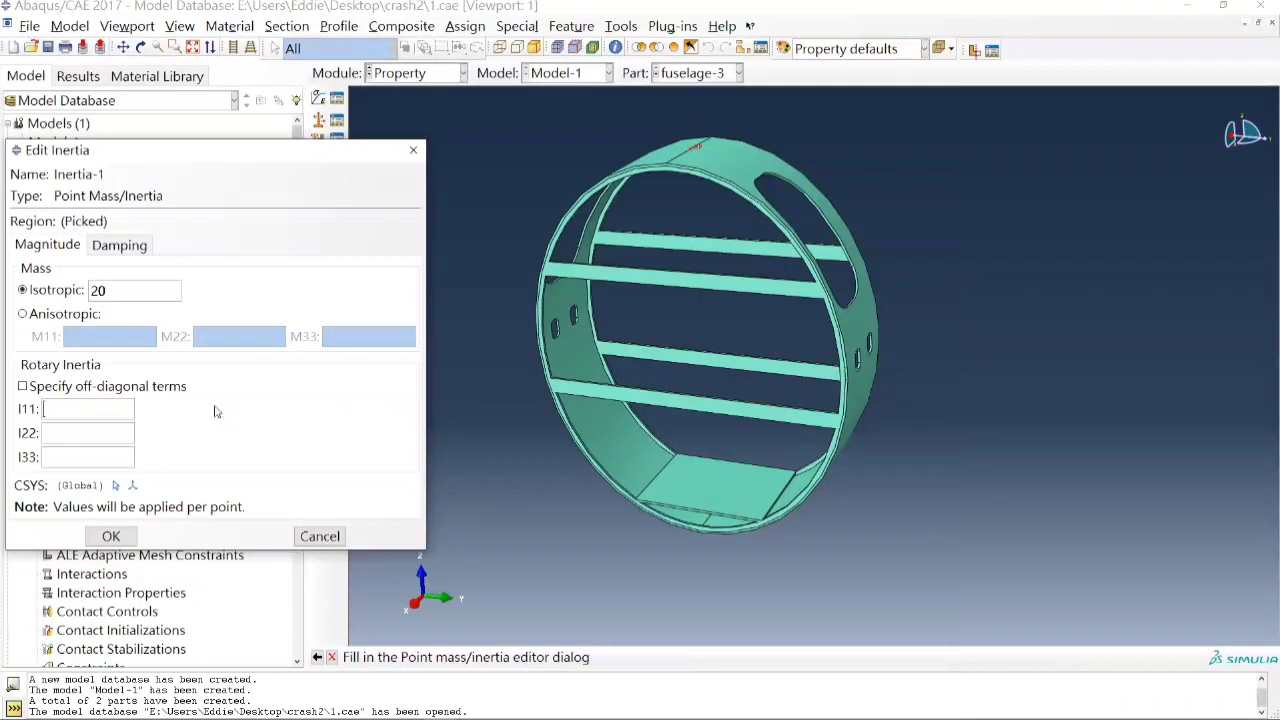 Abaqus/CAE 2017 - Model Database: E:\Users\Eddie\Desktop\crash2\1.cae [Viewport: 1]
File Model Viewport View Material Section Profile Composite Assign Special Feature Tools Plug-ins Help
All Property defaults
Model Results Material Library Module: Property Model: Model-1 Part: fuselage-3
Model Database
Models (1)
Edit Inertia
Name: Inertia-1
Type: Point Mass/Inertia
Region: (Picked)
Magnitude Damping
Mass
Isotropic: 20
Anisotropic:
M11: M22: M33:
Rotary Inertia
Specify off-diagonal terms
I11:
I22:
I33:
CSYS: (Global)
Note: Values will be applied per point.
OK Cancel
ALE Adaptive Mesh Constraints
Interactions
Interaction Properties
Contact Controls
Contact Initializations
Contact Stabilizations
Constraints
Z
Y
X
RP
Fill in the Point mass/inertia editor dialog
SIMULIA
A new model database has been created.
The model "Model-1" has been created.
A total of 2 parts have been created.
The model database "E:\Users\Eddie\Desktop\crash2\1.cae" has been opened.